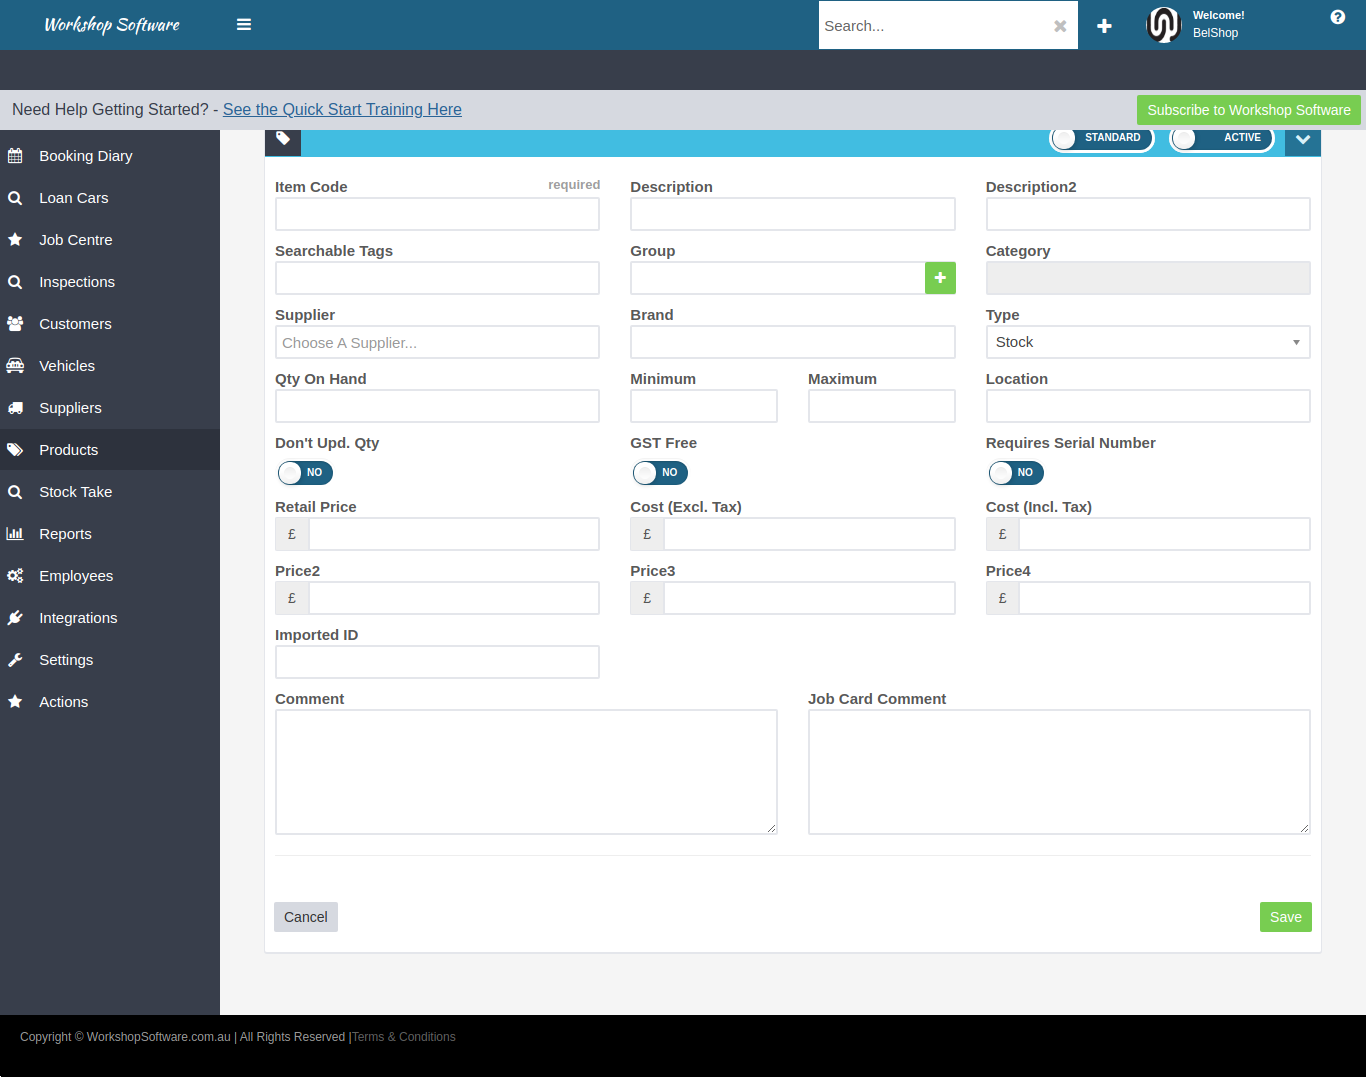 Workshop Software
Search...
Welcome!
BelShop
Need Help Getting Started? - See the Quick Start Training Here
Subscribe to Workshop Software
STANDARD
ACTIVE
Booking Diary
Loan Cars
Job Centre
Inspections
Customers
Vehicles
Suppliers
Products
Stock Take
Reports
Employees
Integrations
Settings
Actions
Item Code
required
Description
Description2
Searchable Tags
Group
Category
Supplier
Choose A Supplier...
Brand
Type
Stock
Qty On Hand
Minimum
Maximum
Location
Don't Upd. Qty
NO
GST Free
NO
Requires Serial Number
NO
Retail Price
£
Cost (Excl. Tax)
£
Cost (Incl. Tax)
£
Price2
£
Price3
£
Price4
£
Imported ID
Comment
Job Card Comment
Cancel
Save
Copyright © WorkshopSoftware.com.au | All Rights Reserved |Terms & Conditions